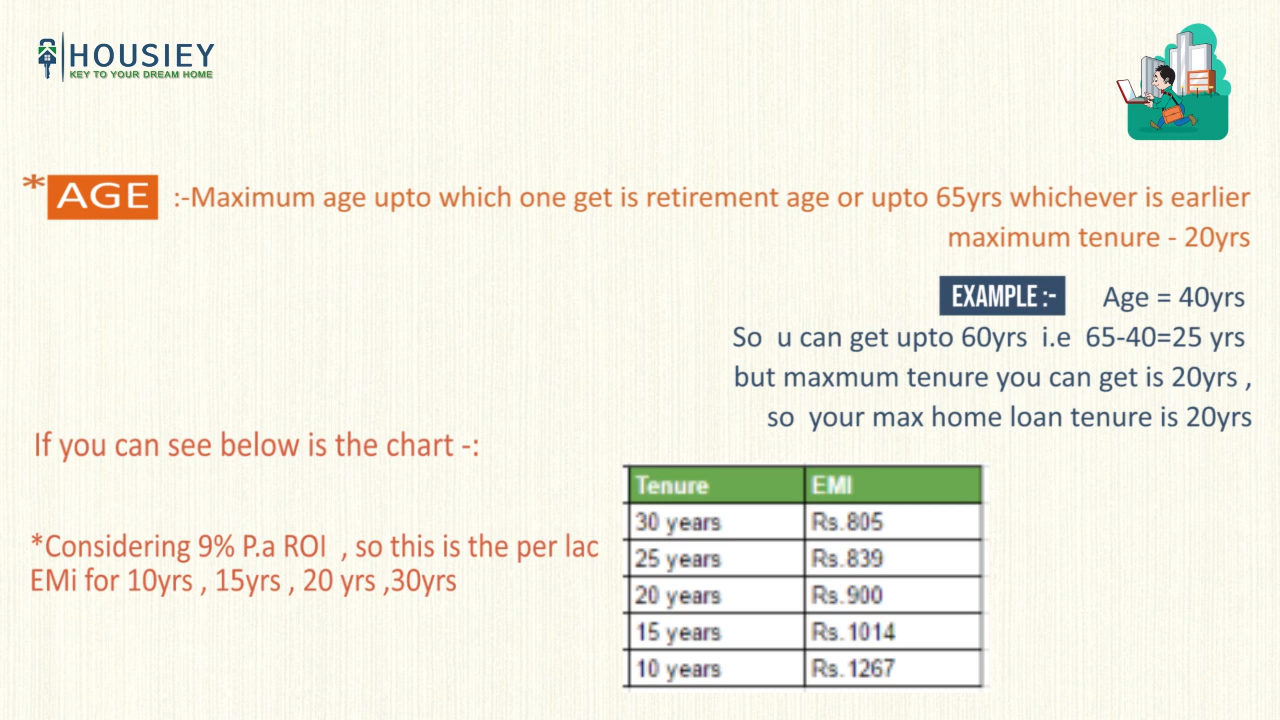 HOUSIEY
KEY TO YOUR DREAM HOME
* AGE :-Maximum age upto which one get is retirement age or upto 65yrs whichever is earlier
maximum tenure - 20yrs
EXAMPLE :- Age = 40yrs
So u can get upto 60yrs i.e 65-40=25 yrs
but maxmum tenure you can get is 20yrs ,
so your max home loan tenure is 20yrs
If you can see below is the chart -:
*Considering 9% P.a ROI , so this is the per lac
EMi for 10yrs , 15yrs , 20 yrs ,30yrs
Tenure EMI
30 years Rs.805
25 years Rs.839
20 years Rs.900
15 years Rs.1014
10 years Rs.1267